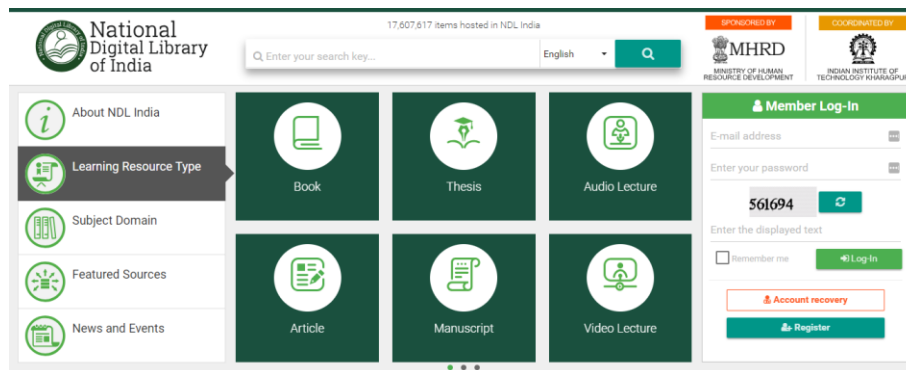 National
Digital Library
of India
17,607,617 items hosted in NDL India
Enter your search key...
English
SPONSORED BY
MHRD
MINISTRY OF HUMAN
RESOURCE DEVELOPMENT
COORDINATED BY
INDIAN INSTITUTE OF
TECHNOLOGY KHARAGPUR
About NDL India
Learning Resource Type
Subject Domain
Featured Sources
News and Events
Book
Thesis
Audio Lecture
Article
Manuscript
Video Lecture
Member Log-In
E-mail address
Enter your password
561694
Enter the displayed text
Remember me
Log-In
Account recovery
Register